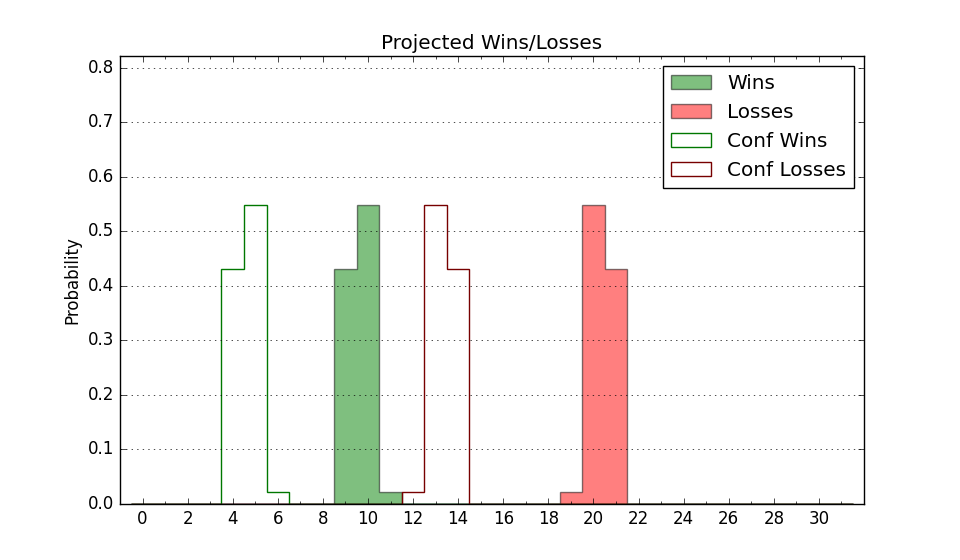 Projected Wins/Losses
Wins
Losses
Conf Wins
Conf Losses
Probability
0.8
0.7
0.6
0.5
0.4
0.3
0.2
0.1
0.0
0 2 4 6 8 10 12 14 16 18 20 22 24 26 28 30